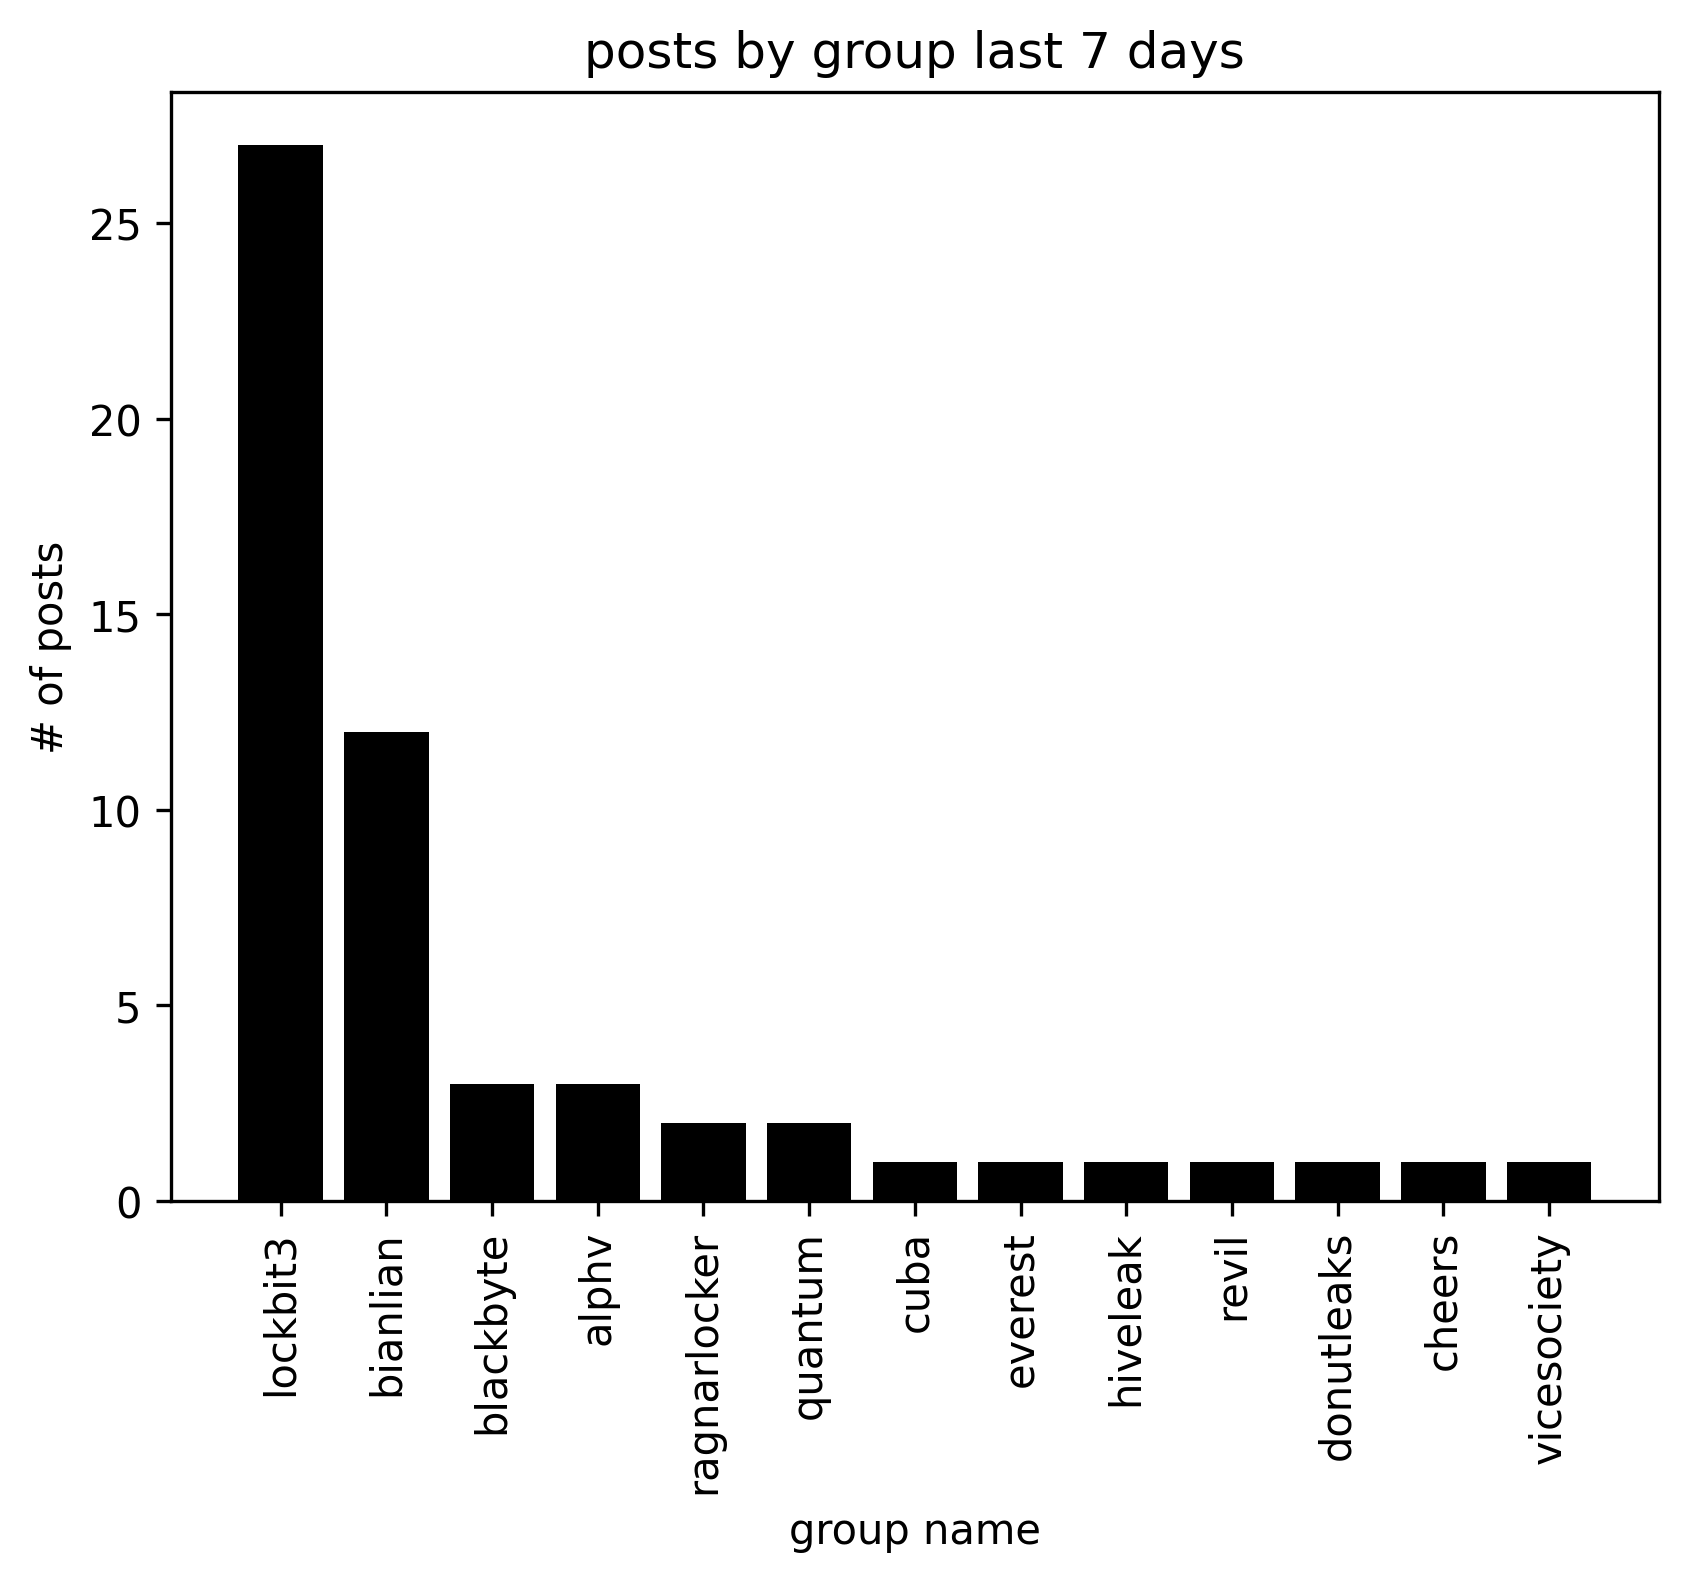 posts by group last 7 days
# of posts
25
20
15
10
5
0
lockbit3
bianlian
blackbyte
alphv
ragnarlocker
quantum
cuba
everest
hiveleak
revil
donutleaks
cheers
vicesociety
group name